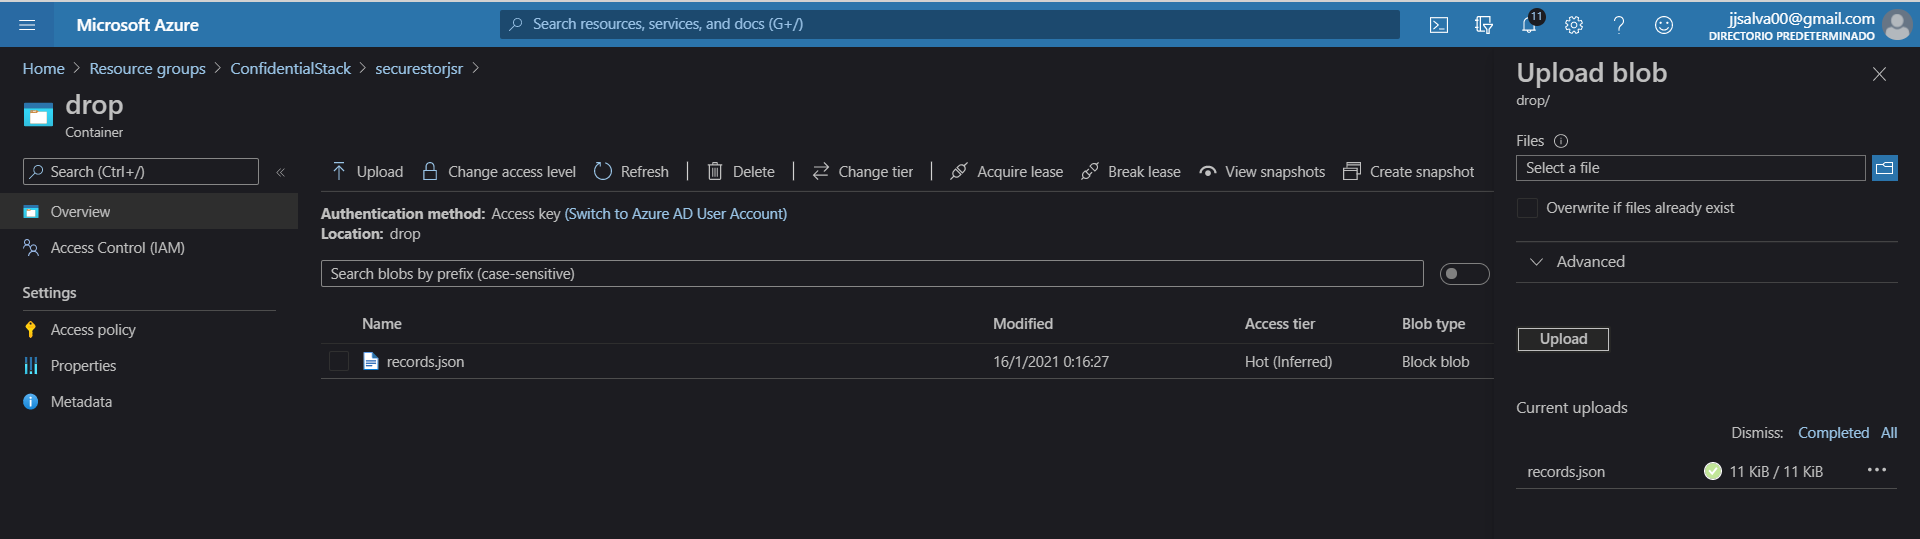 Microsoft Azure
Search resources, services, and docs (G+/)
11
jjsalva00@gmail.com
DIRECTORIO PREDETERMINADO
Home > Resource groups > ConfidentialStack > securestorjsr >
drop
Container
Search (Ctrl+/)
«
Overview
Access Control (IAM)
Settings
Access policy
Properties
Metadata
Upload Change access level Refresh | Delete | Change tier | Acquire lease Break lease View snapshots Create snapshot
Authentication method: Access key (Switch to Azure AD User Account)
Location: drop
Search blobs by prefix (case-sensitive)
Name Modified Access tier Blob type
records.json 16/1/2021 0:16:27 Hot (Inferred) Block blob
Upload blob
drop/
Files
Select a file
Overwrite if files already exist
Advanced
Upload
Current uploads
Dismiss: Completed All
records.json 11 KiB / 11 KiB ···